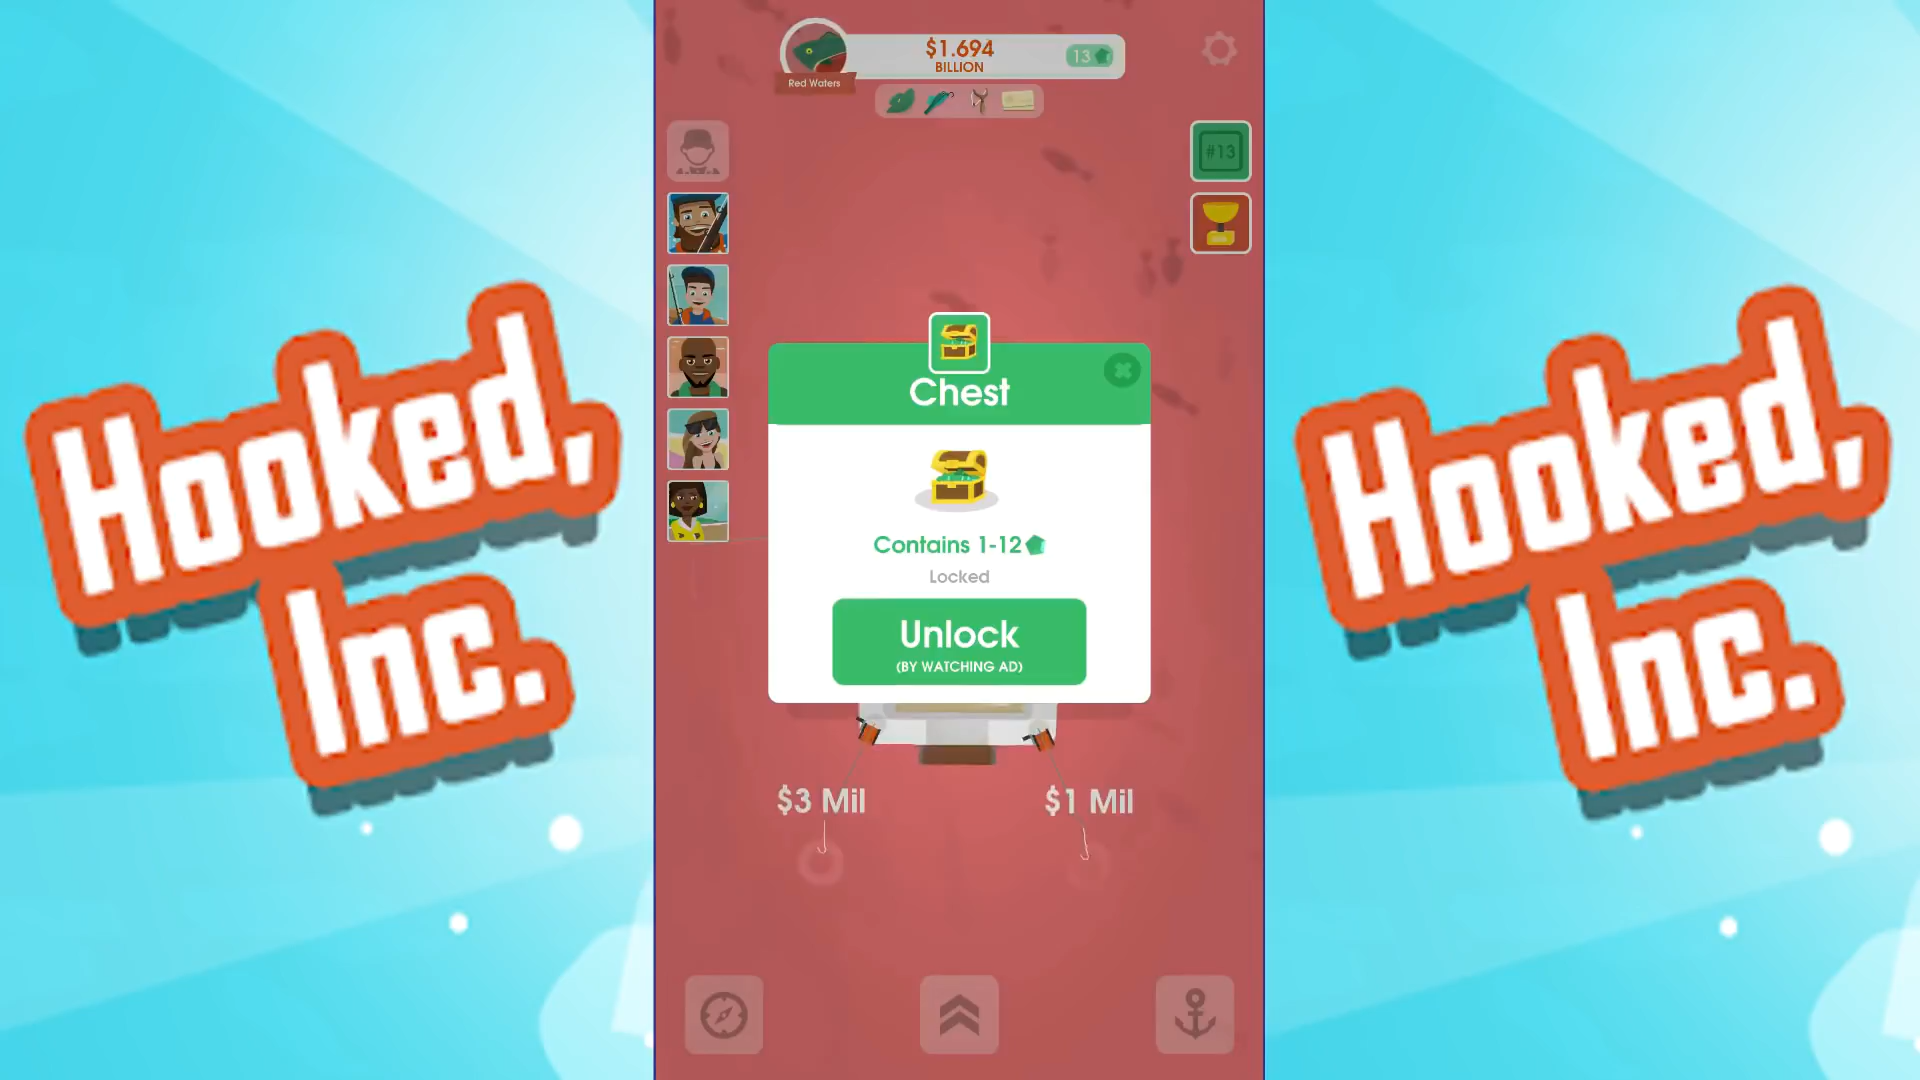 $1.694
BILLION
13
Red Waters
#13
Hooked,
Inc.
Chest
Contains 1-12
Locked
Unlock
(BY WATCHING AD)
$3 Mil
$1 Mil
Hooked,
Inc.